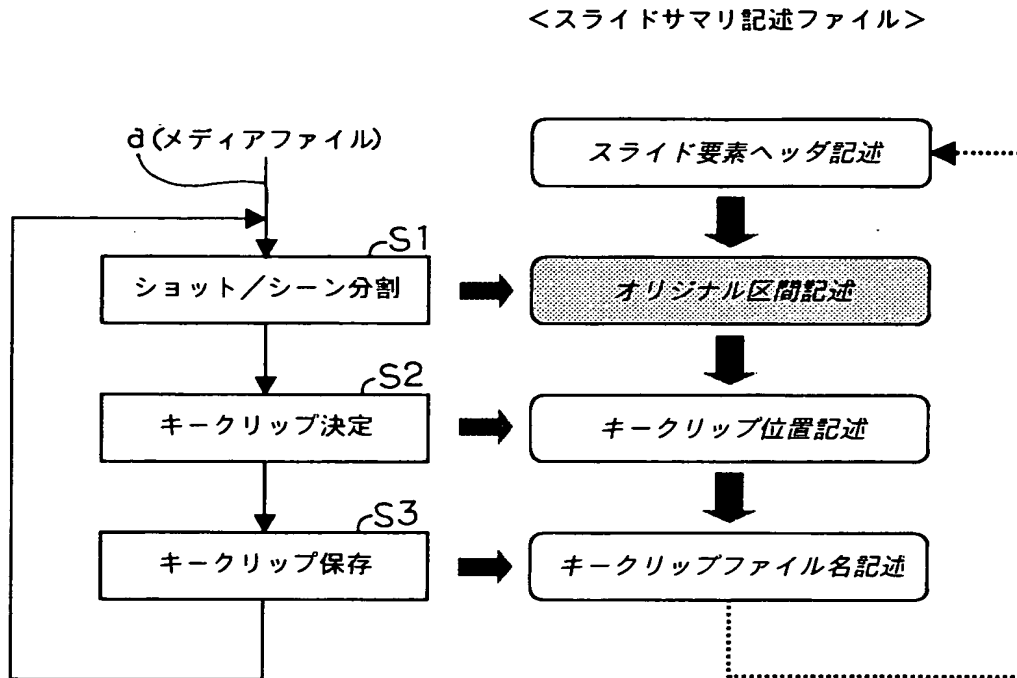 ＜スライドサマリ記述ファイル＞
a(メディアファイル)
スライド要素ヘッダ記述
S1
ショット／シーン分割
オリジナル区間記述
S2
キークリップ決定
キークリップ位置記述
S3
キークリップ保存
キークリップファイル名記述